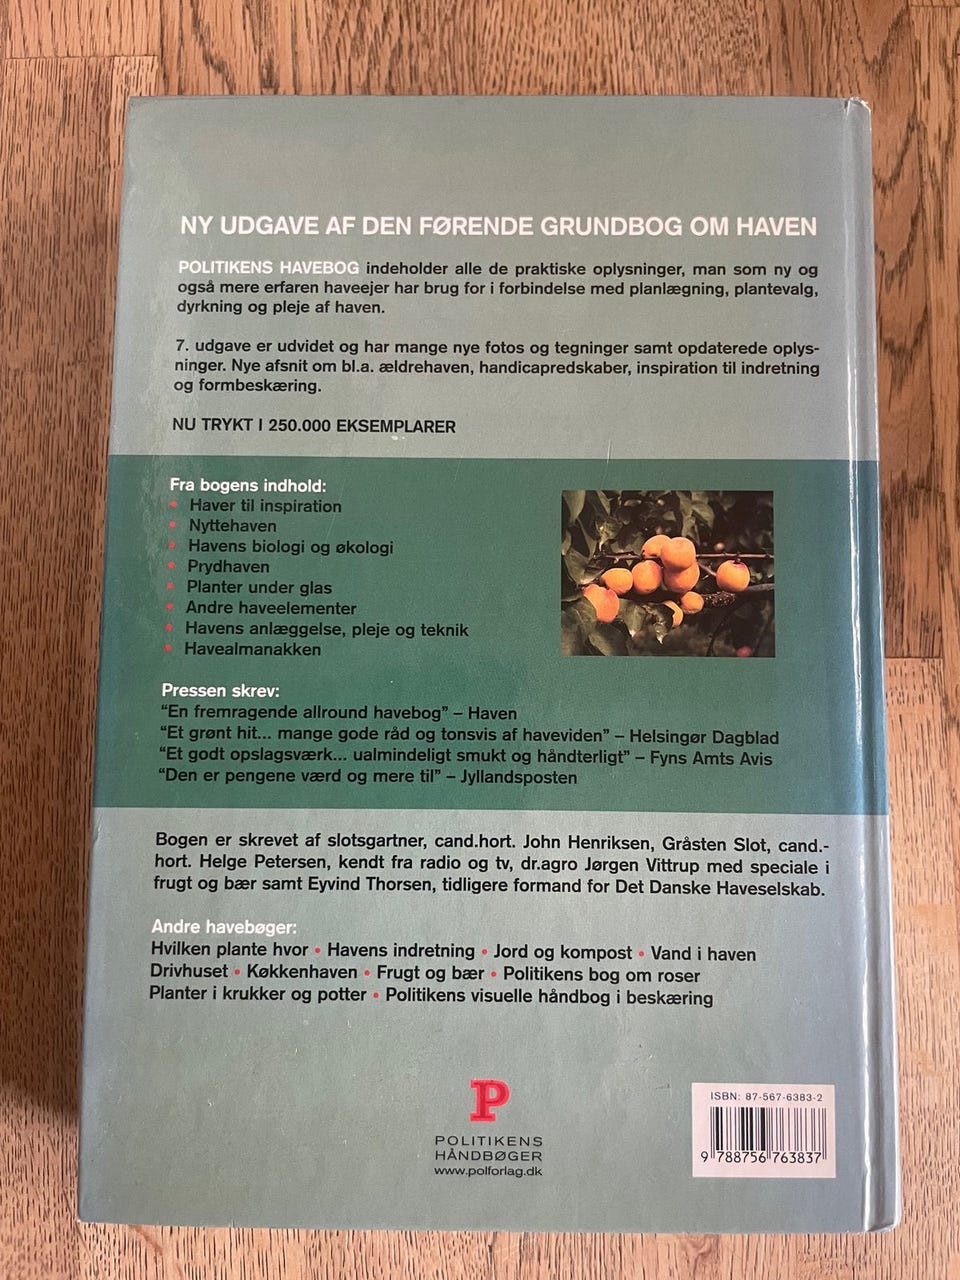 NY UDGAVE AF DEN FØRENDE GRUNDBOG OM HAVEN
POLITIKENS HAVEBOG indeholder alle de praktiske oplysninger, man som ny og
også mere erfaren haveejer har brug for i forbindelse med planlægning, plantevalg,
dyrkning og pleje af haven.
7. udgave er udvidet og har mange nye fotos og tegninger samt opdaterede oplys-
ninger. Nye afsnit om bl.a. ældrehaven, handicapredskaber, inspiration til indretning
og formbeskæring.
NU TRYKT I 250.000 EKSEMPLARER
Fra bogens indhold:
• Haver til inspiration
• Nyttehaven
• Havens biologi og økologi
• Prydhaven
• Planter under glas
• Andre haveelementer
• Havens anlæggelse, pleje og teknik
• Havealmanakken
Pressen skrev:
"En fremragende allround havebog" – Haven
"Et grønt hit... mange gode råd og tonsvis af haveviden" – Helsingør Dagblad
"Et godt opslagsværk... ualmindeligt smukt og håndterligt" – Fyns Amts Avis
"Den er pengene værd og mere til" – Jyllandsposten
Bogen er skrevet af slotsgartner, cand.hort. John Henriksen, Gråsten Slot, cand.-
hort. Helge Petersen, kendt fra radio og tv, dr.agro Jørgen Vittrup med speciale i
frugt og bær samt Eyvind Thorsen, tidligere formand for Det Danske Haveselskab.
Andre havebøger:
Hvilken plante hvor • Havens indretning • Jord og kompost • Vand i haven
Drivhuset • Køkkenhaven • Frugt og bær • Politikens bog om roser
Planter i krukker og potter • Politikens visuelle håndbog i beskæring
P
POLITIKENS
HÅNDBØGER
www.polforlag.dk
ISBN: 87-567-6383-2
9 788756 763837